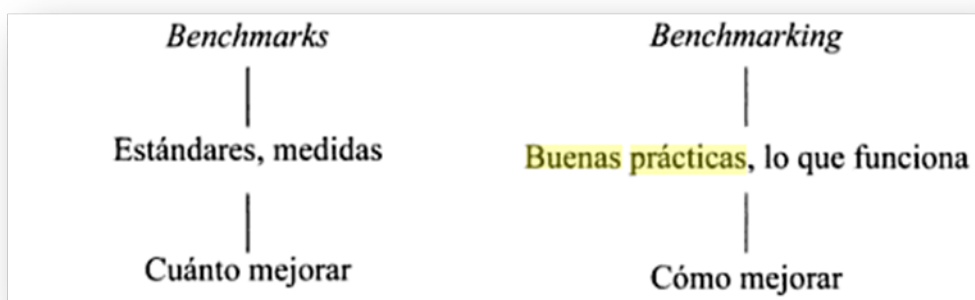 Benchmarks
Estándares, medidas
Cuánto mejorar
Benchmarking
Buenas prácticas, lo que funciona
Cómo mejorar